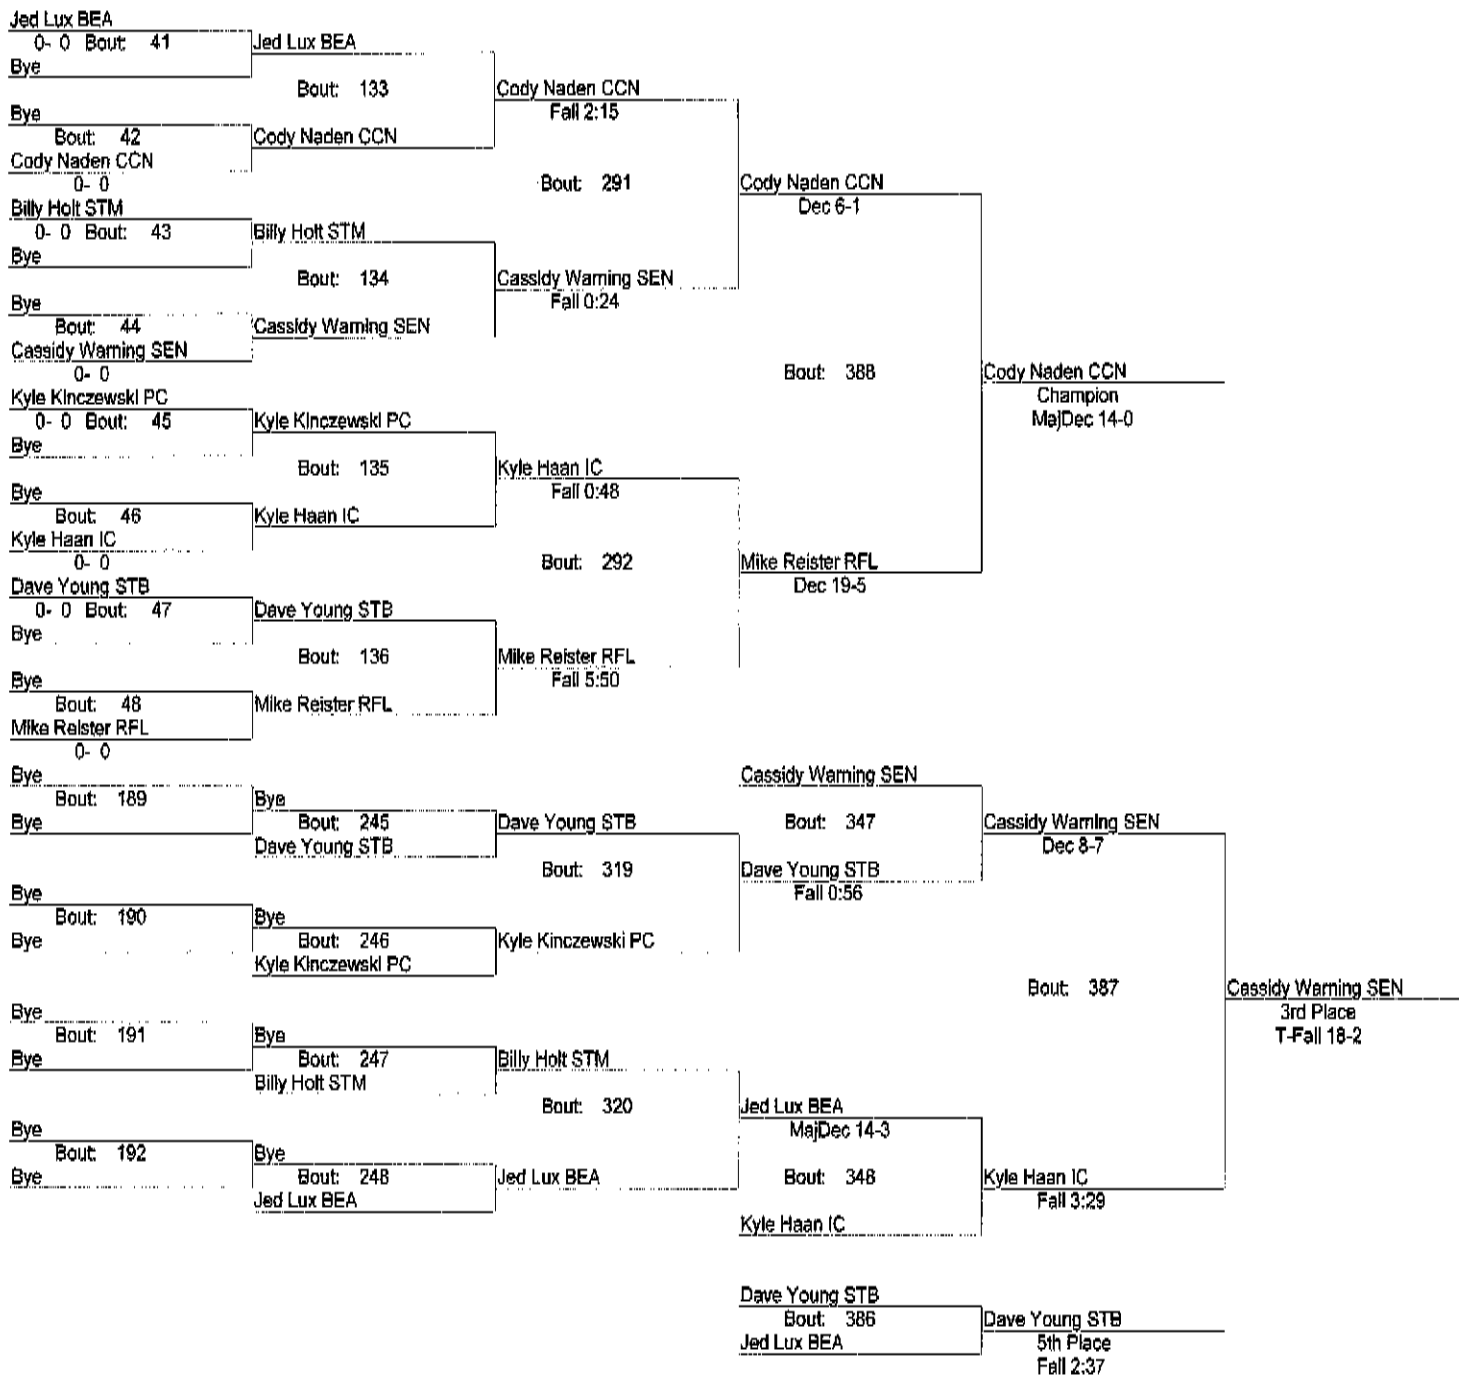 Jed Lux BEA
0- 0 Bout: 41
Jed Lux BEA
Bye
Bout: 133
Cody Naden CCN
Fall 2:15
Bye
Bout: 42
Cody Naden CCN
Cody Naden CCN
0- 0
Bout: 291
Cody Naden CCN
Dec 6-1
Billy Holt STM
0- 0 Bout: 43
Billy Holt STM
Bye
Bout: 134
Cassidy Warning SEN
Fall 0:24
Bye
Bout: 44
Cassidy Warning SEN
Cassidy Warning SEN
0- 0
Bout: 388
Cody Naden CCN
Champion
MajDec 14-0
Kyle Kinczewski PC
0- 0 Bout: 45
Kyle Kinczewski PC
Bye
Bout: 135
Kyle Haan IC
Fall 0:48
Bye
Bout: 46
Kyle Haan IC
Kyle Haan IC
0- 0
Bout: 292
Mike Reister RFL
Dec 19-5
Dave Young STB
0- 0 Bout: 47
Dave Young STB
Bye
Bout: 136
Mike Reister RFL
Fall 5:50
Bye
Bout: 48
Mike Reister RFL
Mike Reister RFL
0- 0
Bye
Bout: 189
Bye
Bye
Bout: 245
Dave Young STB
Dave Young STB
Cassidy Warning SEN
Bout: 347
Cassidy Warning SEN
Dec 8-7
Bout: 319
Dave Young STB
Fall 0:56
Bye
Bout: 190
Bye
Bye
Bout: 246
Kyle Kinczewski PC
Kyle Kinczewski PC
Bout: 387
Cassidy Warning SEN
3rd Place
T-Fall 18-2
Bye
Bout: 191
Bye
Bye
Bout: 247
Billy Holt STM
Billy Holt STM
Bout: 320
Jed Lux BEA
MajDec 14-3
Bye
Bout: 192
Bye
Bye
Bout: 248
Jed Lux BEA
Jed Lux BEA
Bout: 348
Kyle Haan IC
Fall 3:29
Kyle Haan IC
Dave Young STB
Bout: 386
Dave Young STB
Jed Lux BEA
5th Place
Fall 2:37